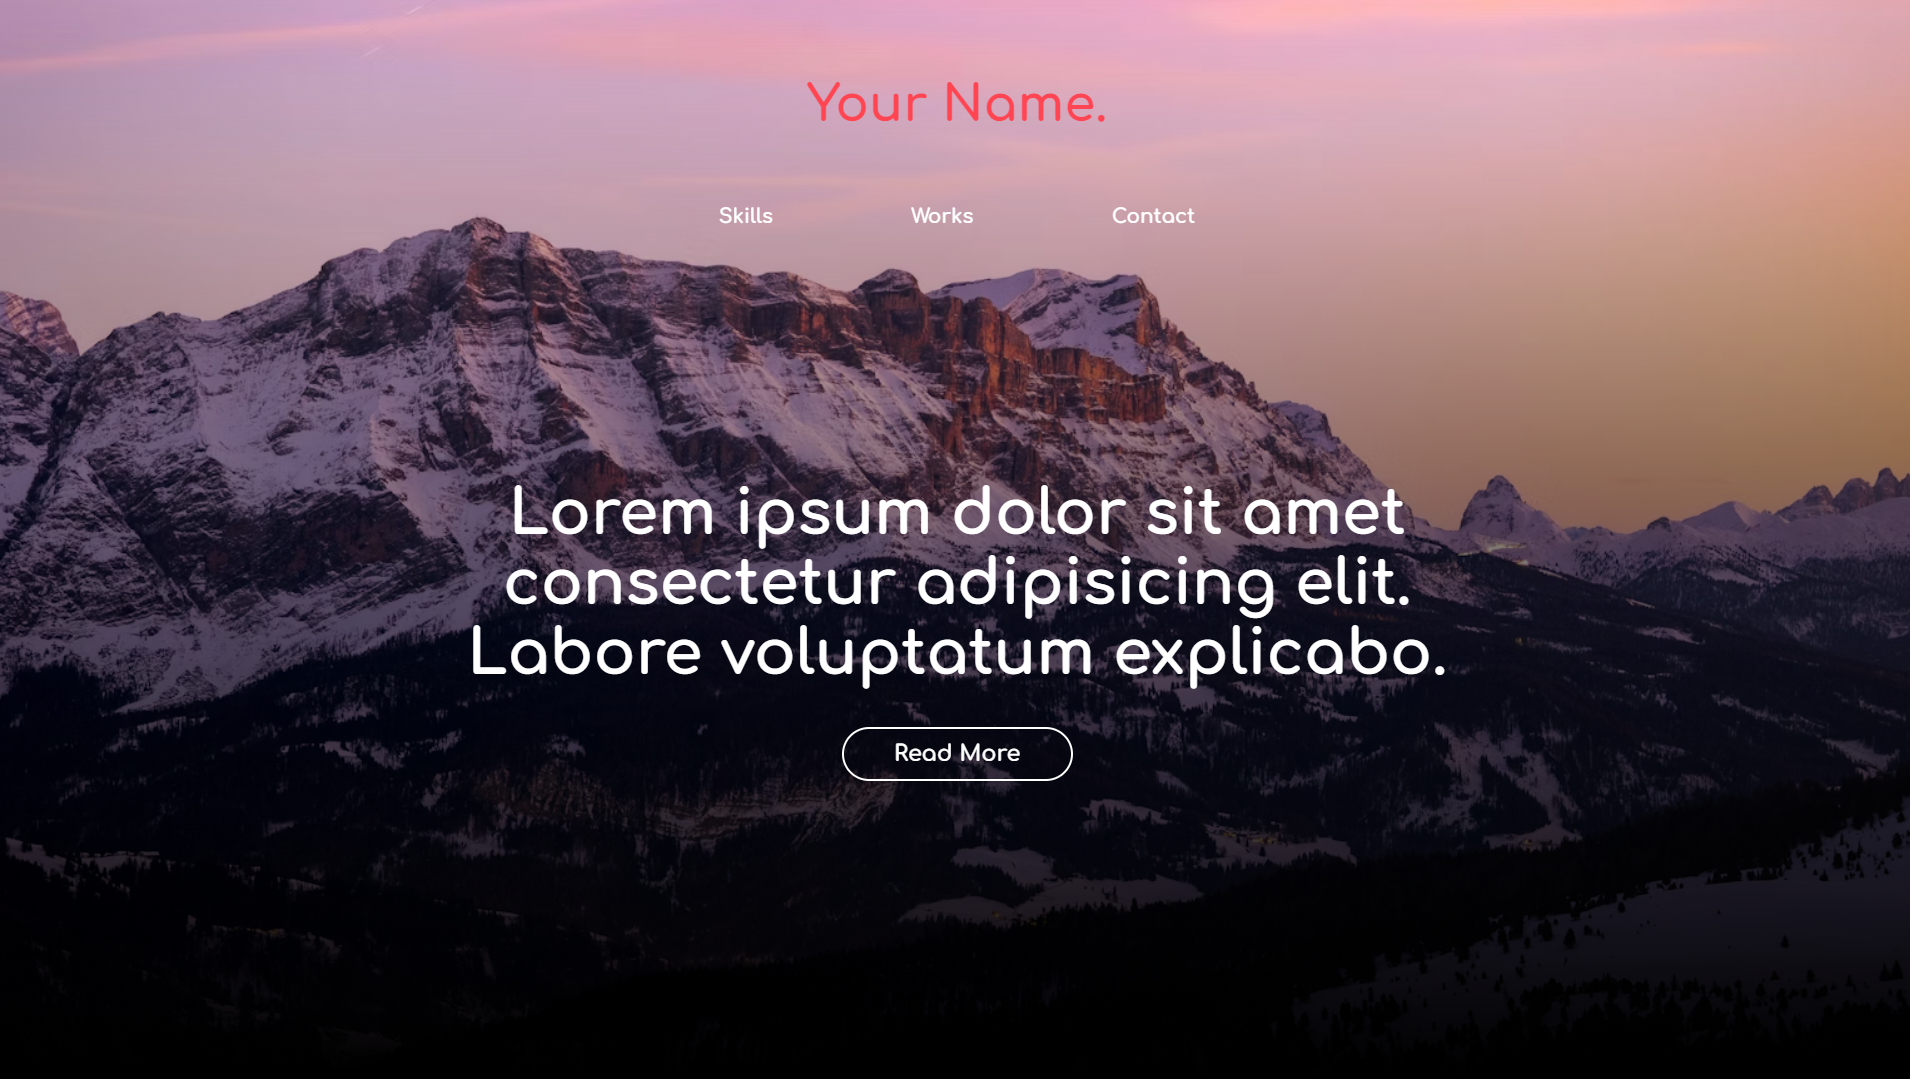 Your Name.
Skills Works Contact
Lorem ipsum dolor sit amet
consectetur adipisicing elit.
Labore voluptatum explicabo.
Read More